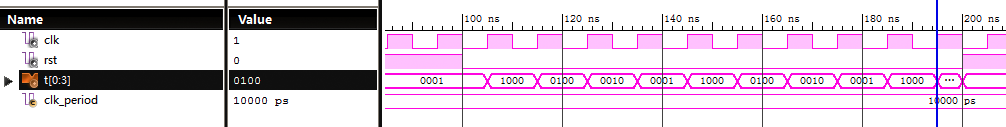 Name Value
100 ns 120 ns 140 ns 160 ns 180 ns 200 ns
clk 1
rst 0
t[0:3] 0100 0001 1000 0100 0010 0001 1000 0100 0010 0001 1000 ...
clk_period 10000 ps 10000 ps